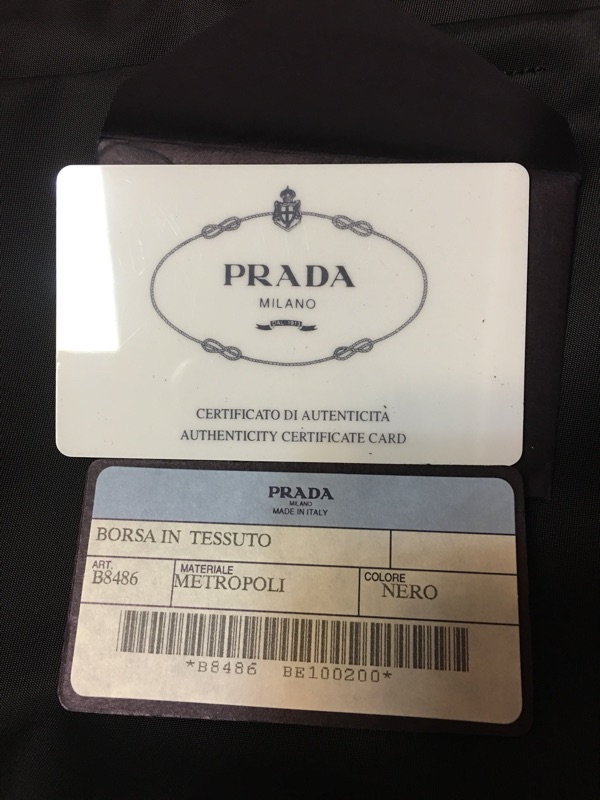 PRADA
MILANO
DAL 1913
CERTIFICATO DI AUTENTICITÀ
AUTHENTICITY CERTIFICATE CARD
PRADA
MILANO
MADE IN ITALY
BORSA IN TESSUTO
ART. MATERIALE COLORE
B8486 METROPOLI NERO
*B8486 BE100200*